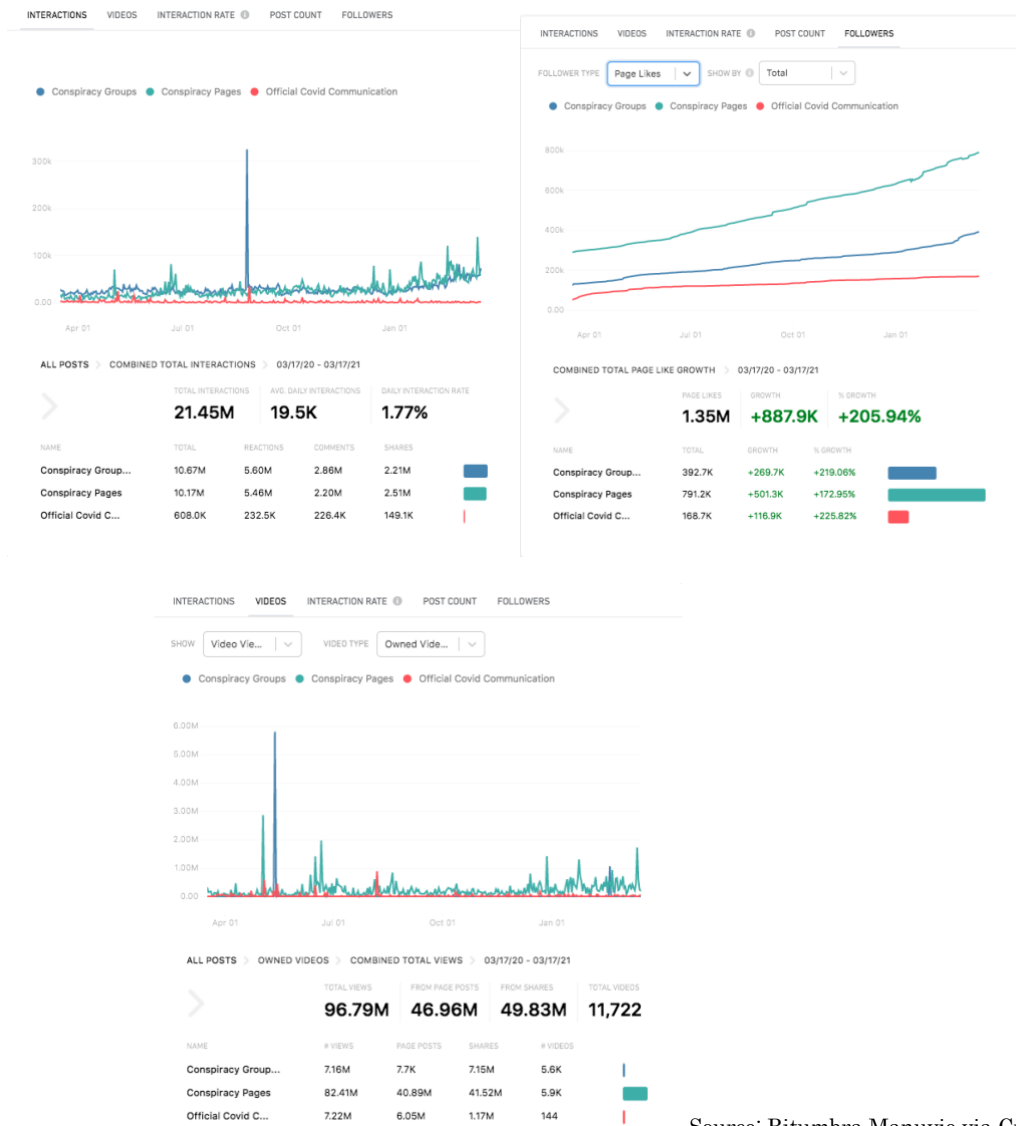 INTERACTIONS VIDEOS INTERACTION RATE POST COUNT FOLLOWERS
Conspiracy Groups Conspiracy Pages Official Covid Communication
300k
200k
100k
0.00
Apr 01 Jul 01 Oct 01 Jan 01
ALL POSTS > COMBINED TOTAL INTERACTIONS > 03/17/20 - 03/17/21
TOTAL INTERACTIONS AVG. DAILY INTERACTIONS DAILY INTERACTION RATE
21.45M 19.5K 1.77%
NAME TOTAL REACTIONS COMMENTS SHARES
Conspiracy Group... 10.67M 5.60M 2.86M 2.21M
Conspiracy Pages 10.17M 5.46M 2.20M 2.51M
Official Covid C... 608.0K 232.5K 226.4K 149.1K
INTERACTIONS VIDEOS INTERACTION RATE POST COUNT FOLLOWERS
FOLLOWER TYPE Page Likes SHOW BY Total
Conspiracy Groups Conspiracy Pages Official Covid Communication
800k
600k
400k
200k
0.00
Apr 01 Jul 01 Oct 01 Jan 01
COMBINED TOTAL PAGE LIKE GROWTH > 03/17/20 - 03/17/21
PAGE LIKES GROWTH % GROWTH
1.35M +887.9K +205.94%
NAME TOTAL GROWTH % GROWTH
Conspiracy Group... 392.7K +269.7K +219.06%
Conspiracy Pages 791.2K +501.3K +172.95%
Official Covid C... 168.7K +116.9K +225.82%
INTERACTIONS VIDEOS INTERACTION RATE POST COUNT FOLLOWERS
SHOW Video Vie... VIDEO TYPE Owned Vide...
Conspiracy Groups Conspiracy Pages Official Covid Communication
6.00M
5.00M
4.00M
3.00M
2.00M
1.00M
0.00
Apr 01 Jul 01 Oct 01 Jan 01
ALL POSTS > OWNED VIDEOS > COMBINED TOTAL VIEWS > 03/17/20 - 03/17/21
TOTAL VIEWS FROM PAGE POSTS FROM SHARES TOTAL VIDEOS
96.79M 46.96M 49.83M 11,722
NAME # VIEWS PAGE POSTS SHARES # VIDEOS
Conspiracy Group... 7.16M 7.7K 7.15M 5.6K
Conspiracy Pages 82.41M 40.89M 41.52M 5.9K
Official Covid C... 7.22M 6.05M 1.17M 144